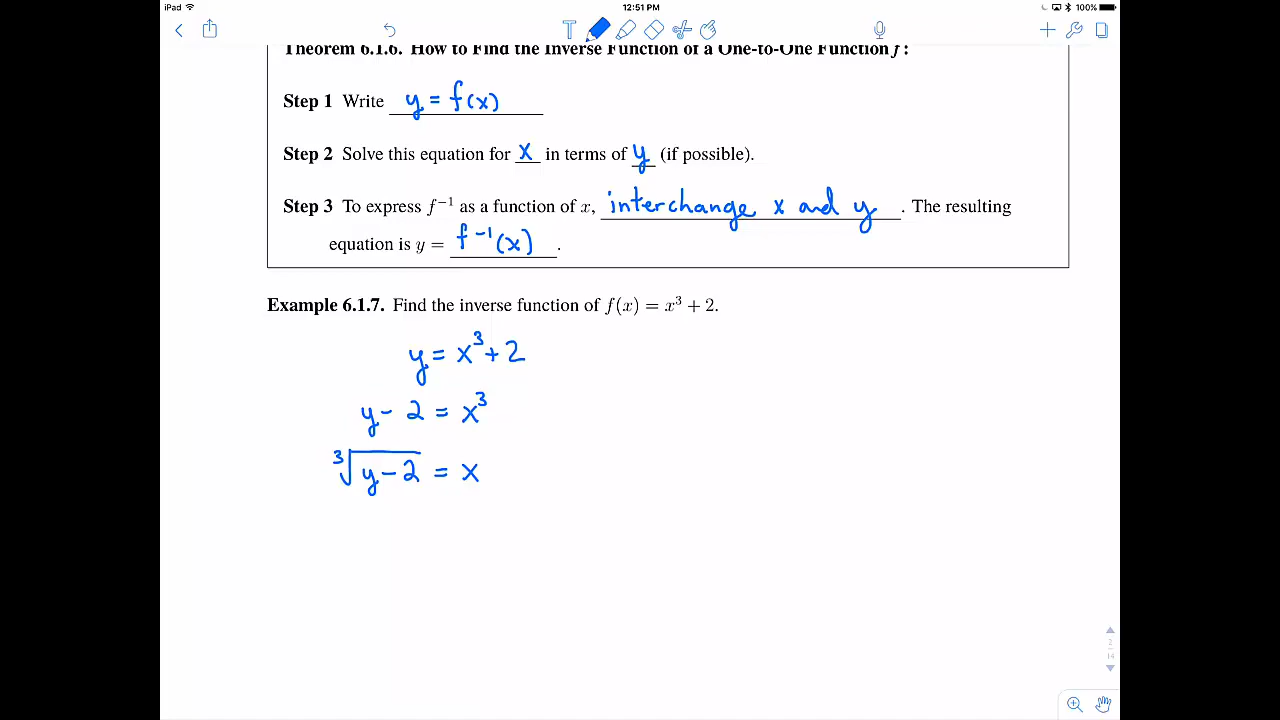 iPad 12:51 PM 100%
Theorem 6.1.6. How to Find the Inverse Function of a One-to-One Function f:
Step 1 Write y = f(x)
Step 2 Solve this equation for x in terms of y (if possible).
Step 3 To express f⁻¹ as a function of x, interchange x and y. The resulting
equation is y = f⁻¹(x).
Example 6.1.7. Find the inverse function of f(x) = x³ + 2.
y = x³ + 2
y - 2 = x³
∛(y-2) = x
2
14